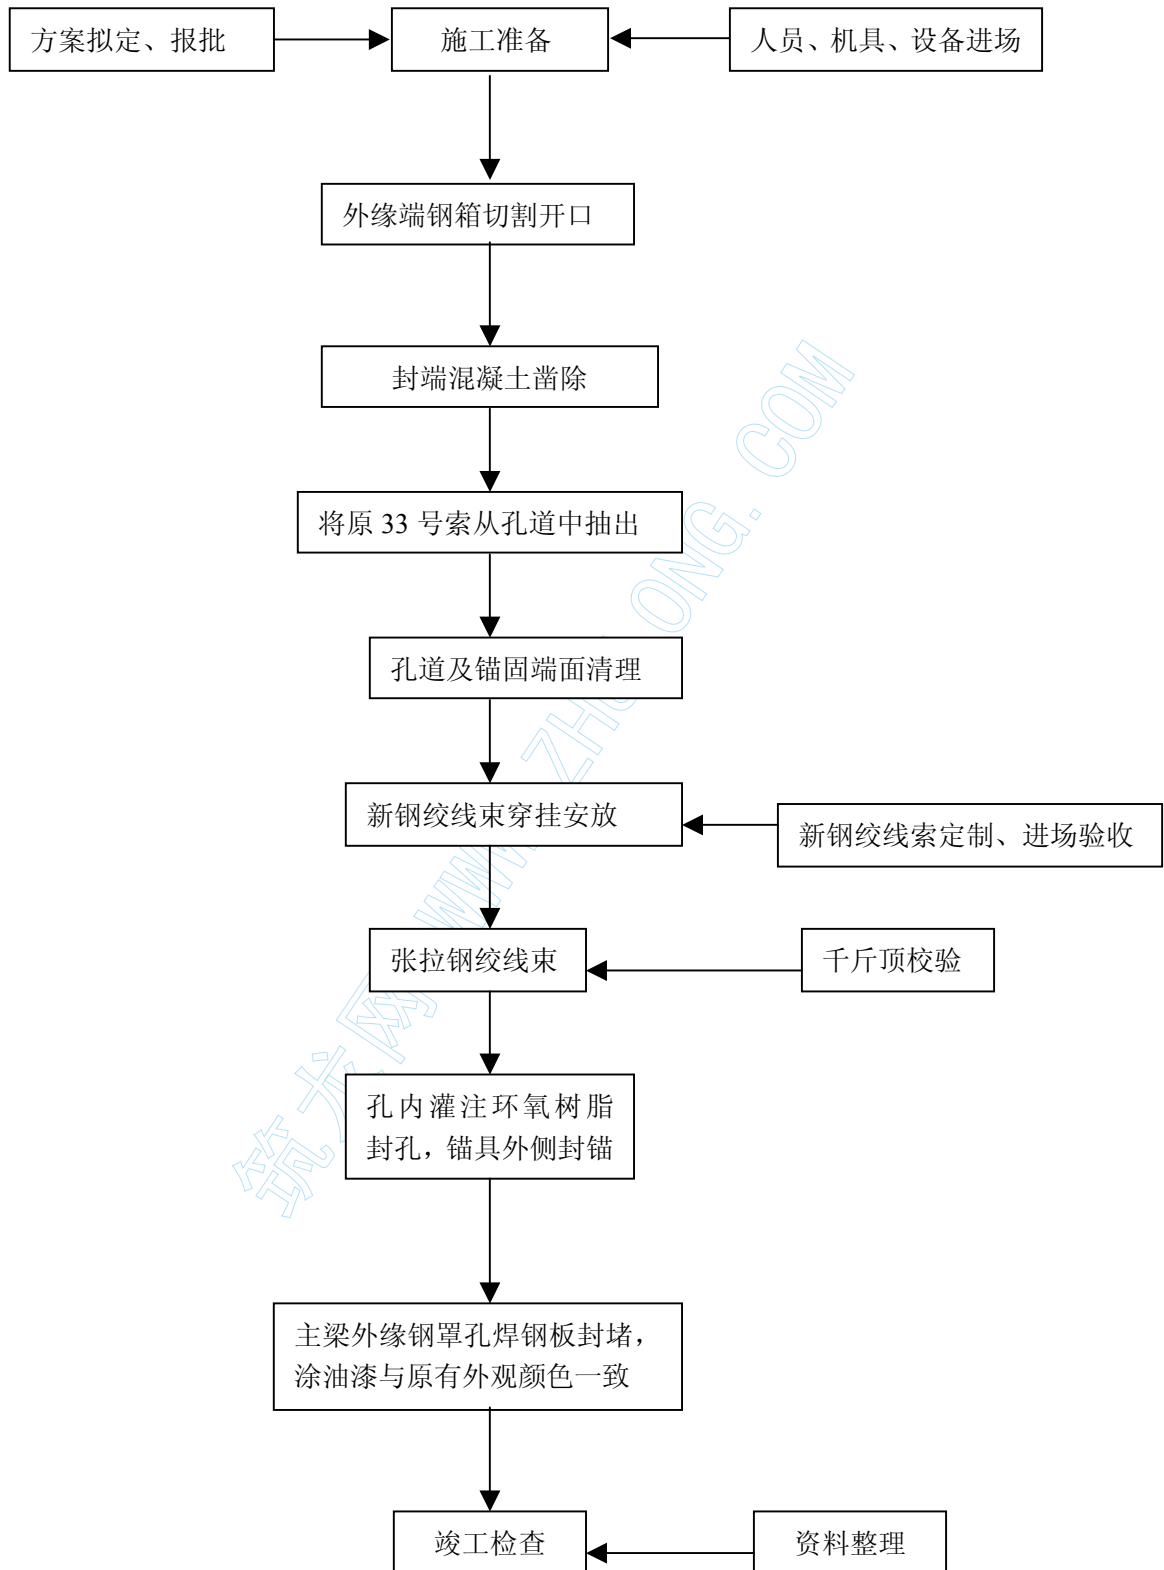 方案拟定、报批
施工准备
人员、机具、设备进场
外缘端钢箱切割开口
封端混凝土凿除
将原 33 号索从孔道中抽出
孔道及锚固端面清理
新钢绞线束穿挂安放
新钢绞线索定制、进场验收
张拉钢绞线束
千斤顶校验
孔内灌注环氧树脂
封孔，锚具外侧封锚
主梁外缘钢罩孔焊钢板封堵，
涂油漆与原有外观颜色一致
竣工检查
资料整理